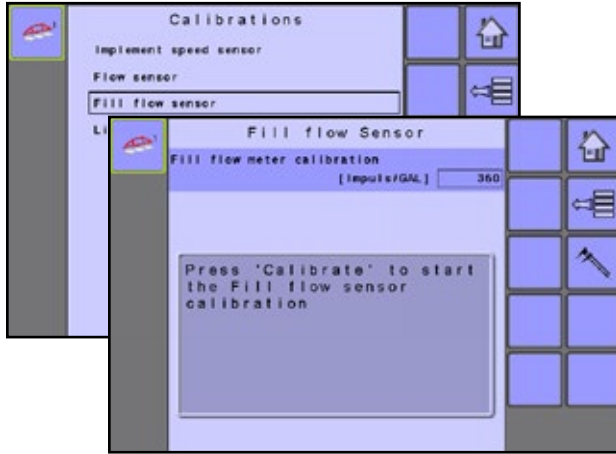 Calibrations
Implement speed sensor
Flow sensor
Fill flow sensor
Li
Fill flow Sensor
Fill flow meter calibration
[Impuls/GAL] 360
Press 'Calibrate' to start
the Fill flow sensor
calibration